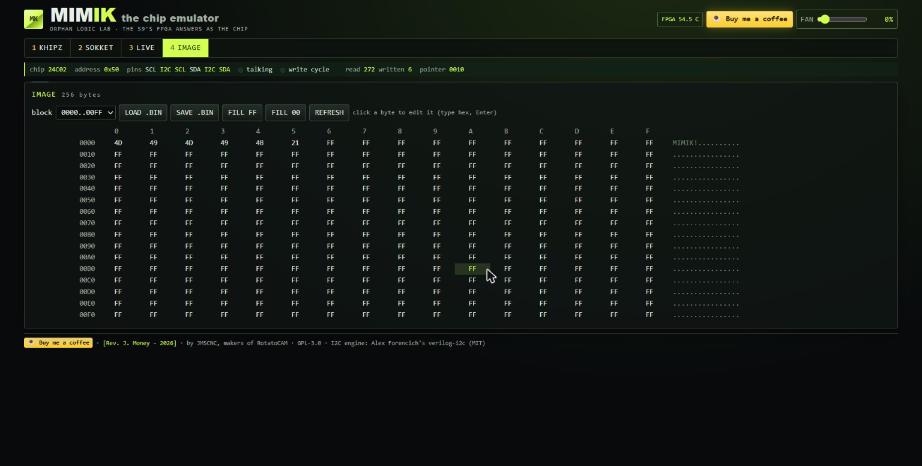 MK MIMIK the chip emulator FPGA 54.5 C Buy me a coffee FAN 0%
ORPHAN LOGIC LAB · THE S9'S FPGA ANSWERS AS THE CHIP
1 KHIPZ 2 SOKKET 3 LIVE 4 IMAGE
chip 24C02 address 0x50 pins SCL I2C SCL SDA I2C SDA talking write cycle read 272 written 6 pointer 0010
IMAGE 256 bytes
block 0000..00FF LOAD .BIN SAVE .BIN FILL FF FILL 00 REFRESH click a byte to edit it (type hex, Enter)
0 1 2 3 4 5 6 7 8 9 A B C D E F
0000 4D 49 4D 49 4B 21 FF FF FF FF FF FF FF FF FF FF MIMIK!..........
0010 FF FF FF FF FF FF FF FF FF FF FF FF FF FF FF FF ................
0020 FF FF FF FF FF FF FF FF FF FF FF FF FF FF FF FF ................
0030 FF FF FF FF FF FF FF FF FF FF FF FF FF FF FF FF ................
0040 FF FF FF FF FF FF FF FF FF FF FF FF FF FF FF FF ................
0050 FF FF FF FF FF FF FF FF FF FF FF FF FF FF FF FF ................
0060 FF FF FF FF FF FF FF FF FF FF FF FF FF FF FF FF ................
0070 FF FF FF FF FF FF FF FF FF FF FF FF FF FF FF FF ................
0080 FF FF FF FF FF FF FF FF FF FF FF FF FF FF FF FF ................
0090 FF FF FF FF FF FF FF FF FF FF FF FF FF FF FF FF ................
00A0 FF FF FF FF FF FF FF FF FF FF FF FF FF FF FF FF ................
00B0 FF FF FF FF FF FF FF FF FF FF FF FF FF FF FF FF ................
00C0 FF FF FF FF FF FF FF FF FF FF FF FF FF FF FF FF ................
00D0 FF FF FF FF FF FF FF FF FF FF FF FF FF FF FF FF ................
00E0 FF FF FF FF FF FF FF FF FF FF FF FF FF FF FF FF ................
00F0 FF FF FF FF FF FF FF FF FF FF FF FF FF FF FF FF ................
Buy me a coffee · [Rev. J. Money - 2026] · by JMSCNC, makers of RotatoCAM · GPL-3.0 · I2C engine: Alex Forencich's verilog-i2c (MIT)